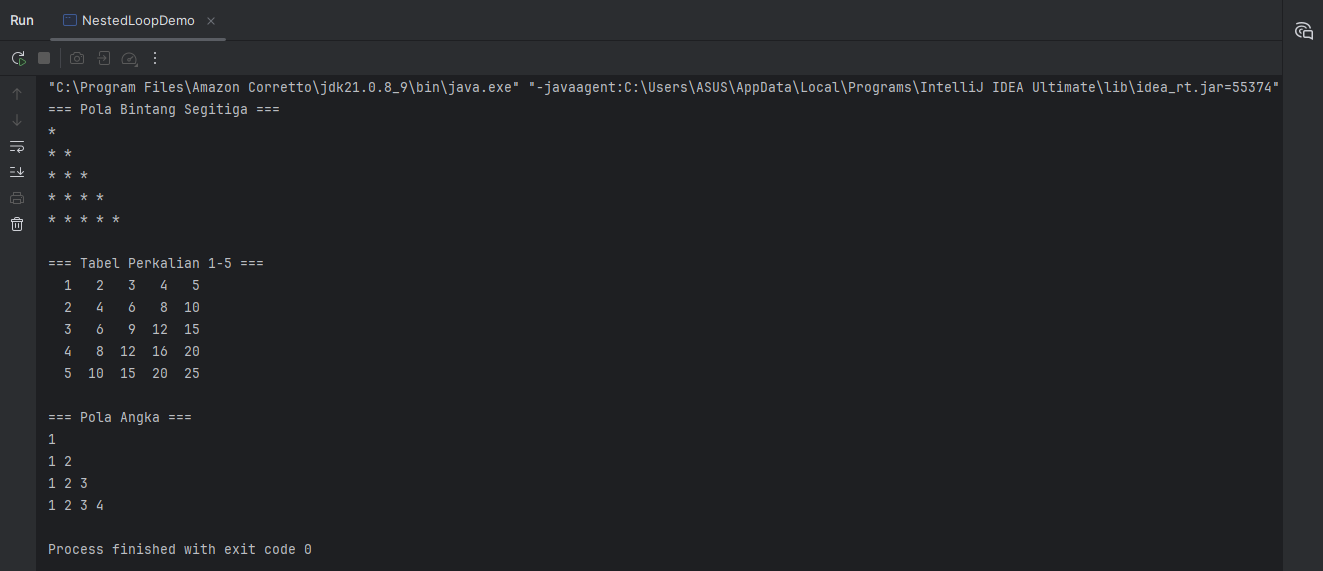 Run NestedLoopDemo
"C:\Program Files\Amazon Corretto\jdk21.0.8_9\bin\java.exe" "-javaagent:C:\Users\ASUS\AppData\Local\Programs\IntelliJ IDEA Ultimate\lib\idea_rt.jar=55374"
=== Pola Bintang Segitiga ===
*
* *
* * *
* * * *
* * * * *
=== Tabel Perkalian 1-5 ===
  1   2   3   4   5
  2   4   6   8  10
  3   6   9  12  15
  4   8  12  16  20
  5  10  15  20  25
=== Pola Angka ===
1
1 2
1 2 3
1 2 3 4
Process finished with exit code 0